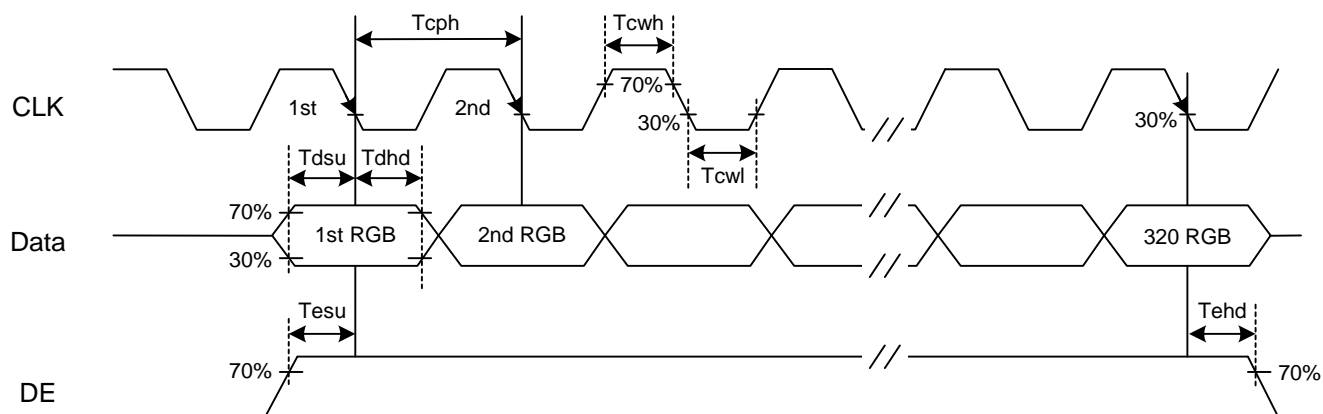 Tcph
Tcwh
CLK
1st
2nd
70%
30%
30%
Tdsu
Tdhd
Tcwl
Data
70%
30%
1st RGB
2nd RGB
320 RGB
Tesu
Tehd
DE
70%
70%